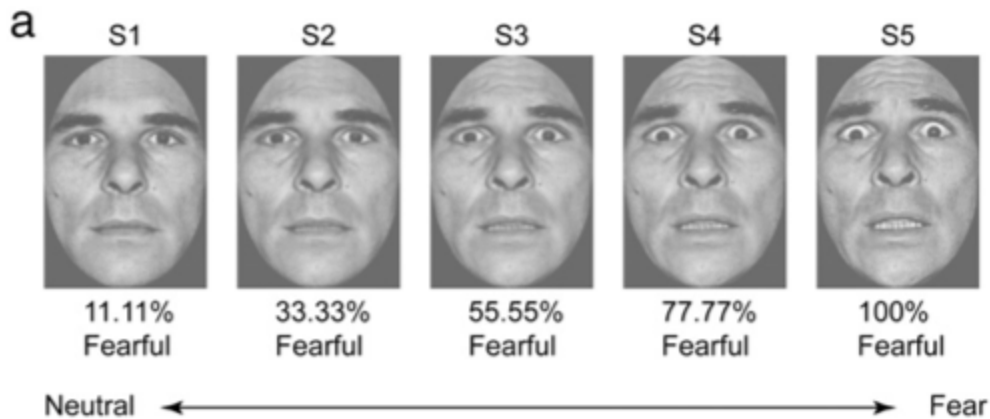 a
S1 S2 S3 S4 S5
11.11% 33.33% 55.55% 77.77% 100%
Fearful Fearful Fearful Fearful Fearful
Neutral Fear